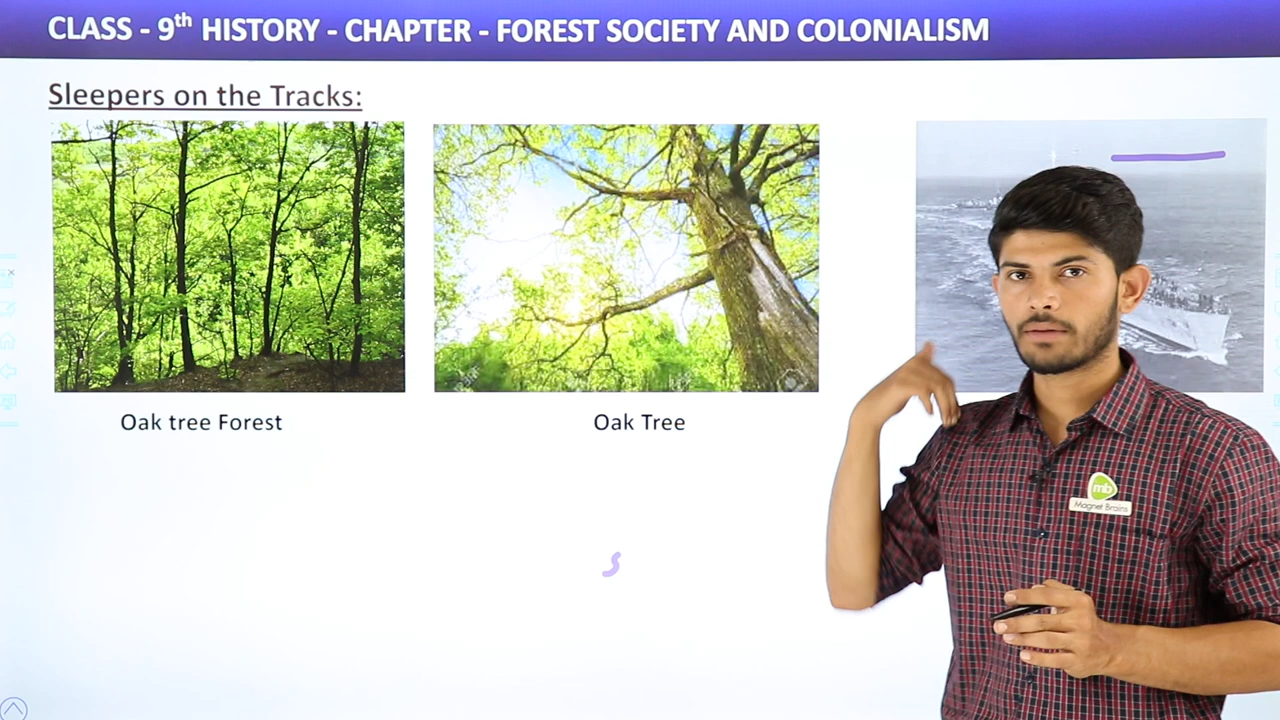 CLASS - 9th HISTORY - CHAPTER - FOREST SOCIETY AND COLONIALISM
Sleepers on the Tracks:
Oak tree Forest
Oak Tree
s
mb
Magnet Brains